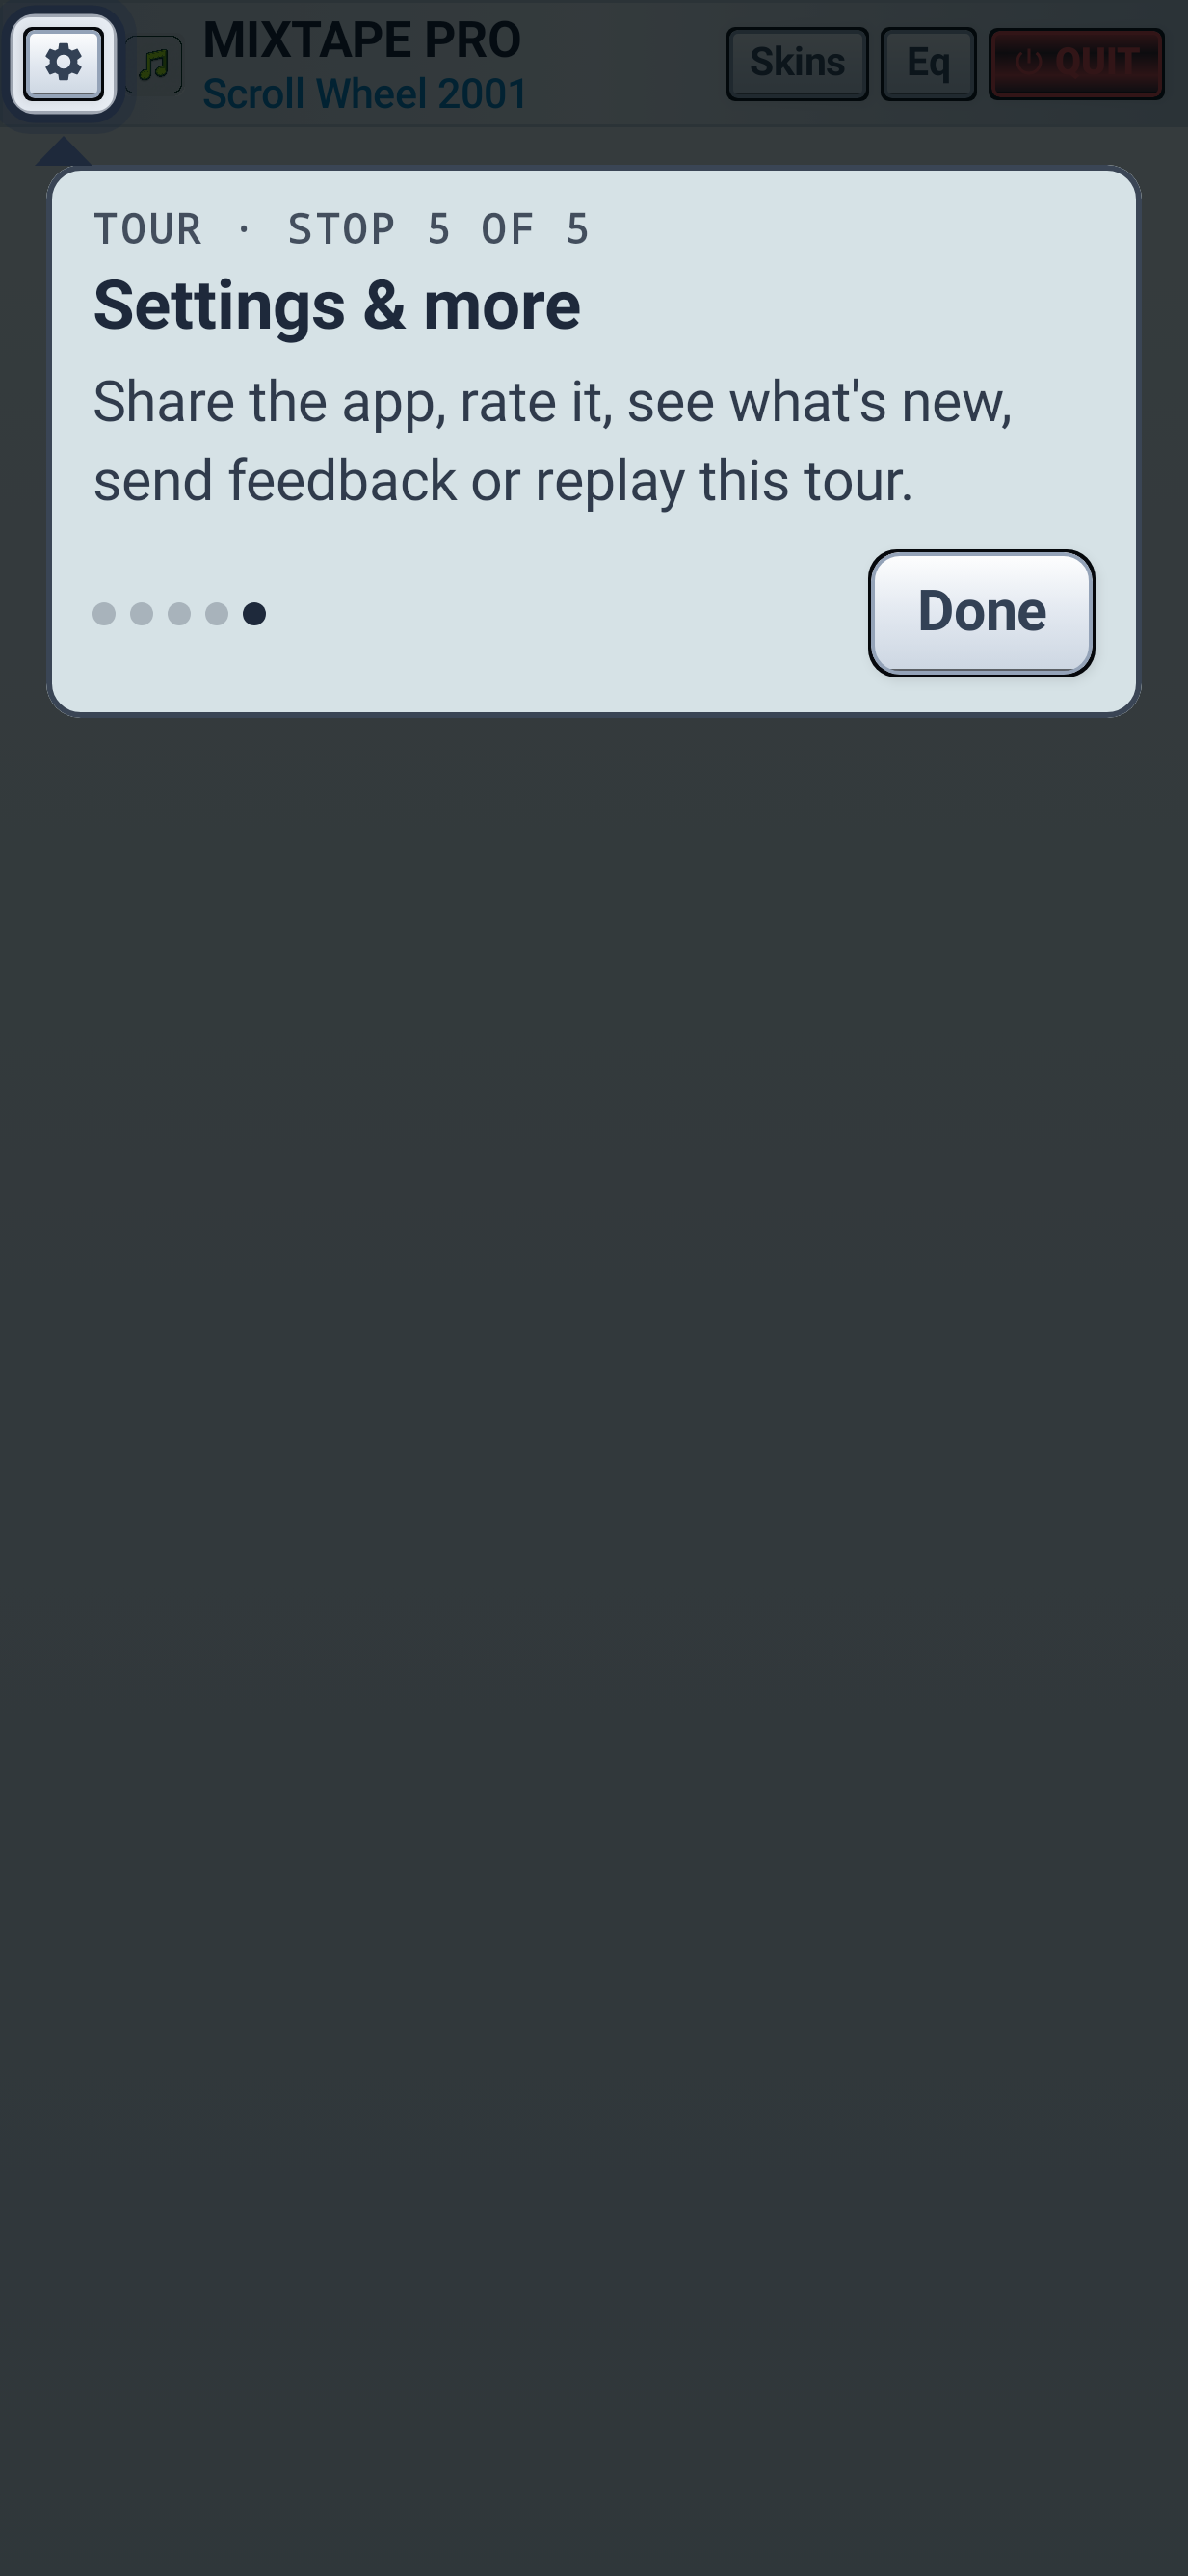 MIXTAPE PRO
Scroll Wheel 2001
Skins
Eq
QUIT
TOUR · STOP 5 OF 5
Settings & more
Share the app, rate it, see what's new,
send feedback or replay this tour.
Done